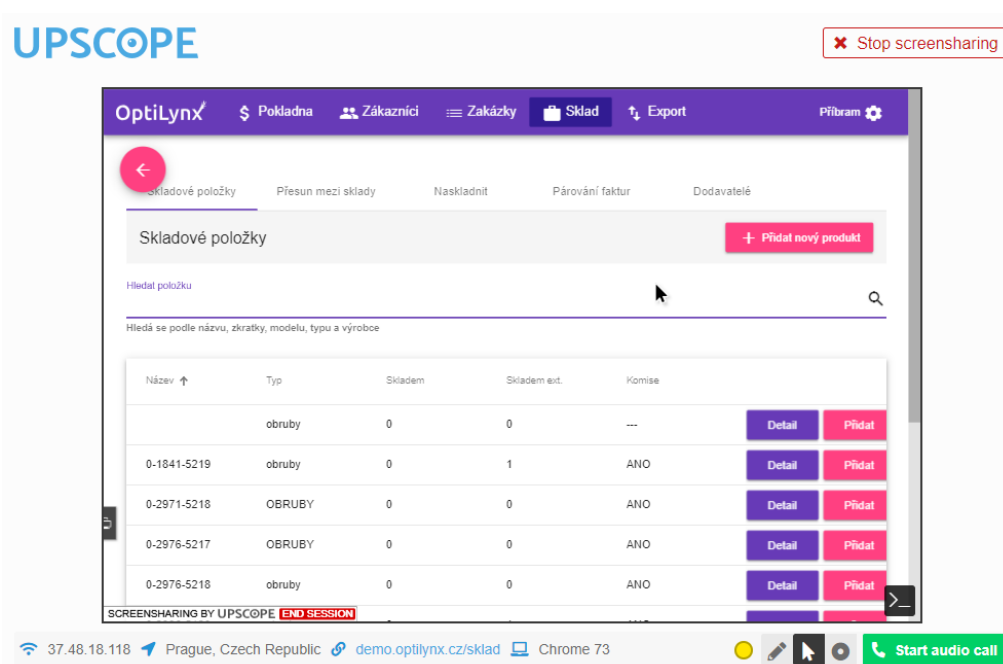 UPSCOPE
Stop screensharing
OptiLynx
Pokladna
Zákazníci
Zakázky
Sklad
Export
Příbram
Skladové položky
Přesun mezi sklady
Naskladnit
Párování faktur
Dodavatelé
Skladové položky
Přidat nový produkt
Hledat položku
Hledá se podle názvu, zkratky, modelu, typu a výrobce
Název Typ Skladem Skladem ext. Komise
obruby 0 0 --- Detail Přidat
0-1841-5219 obruby 0 1 ANO Detail Přidat
0-2971-5218 OBRUBY 0 0 ANO Detail Přidat
0-2976-5217 OBRUBY 0 0 ANO Detail Přidat
0-2976-5218 obruby 0 0 ANO Detail Přidat
SCREENSHARING BY UPSCOPE END SESSION
37.48.18.118 Prague, Czech Republic demo.optilynx.cz/sklad Chrome 73
Start audio call